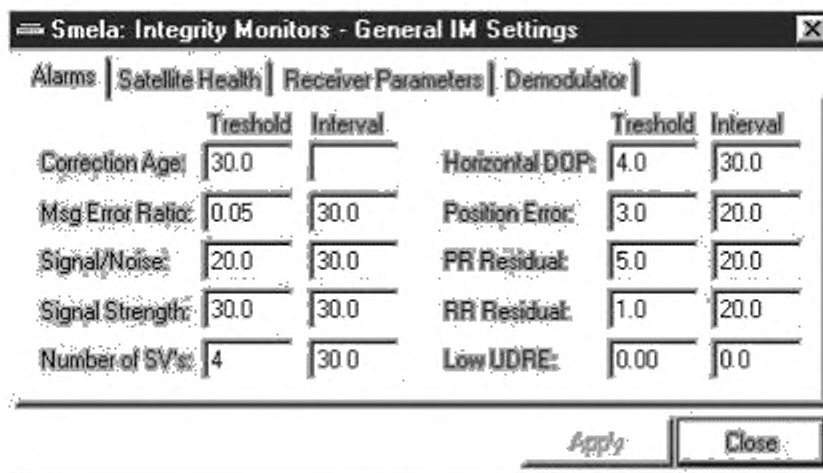 Smela: Integrity Monitors - General IM Settings
Alarms Satellite Health Receiver Parameters Demodulator
Treshold Interval Treshold Interval
Correction Age: 30.0 Horizontal DOP: 4.0 30.0
Msg Error Ratio: 0.05 30.0 Position Error: 3.0 20.0
Signal/Noise: 20.0 30.0 PR Residual: 5.0 20.0
Signal Strength: 30.0 30.0 RR Residual: 1.0 20.0
Number of SV's: 4 30.0 Low UDRE: 0.00 0.0
Apply Close